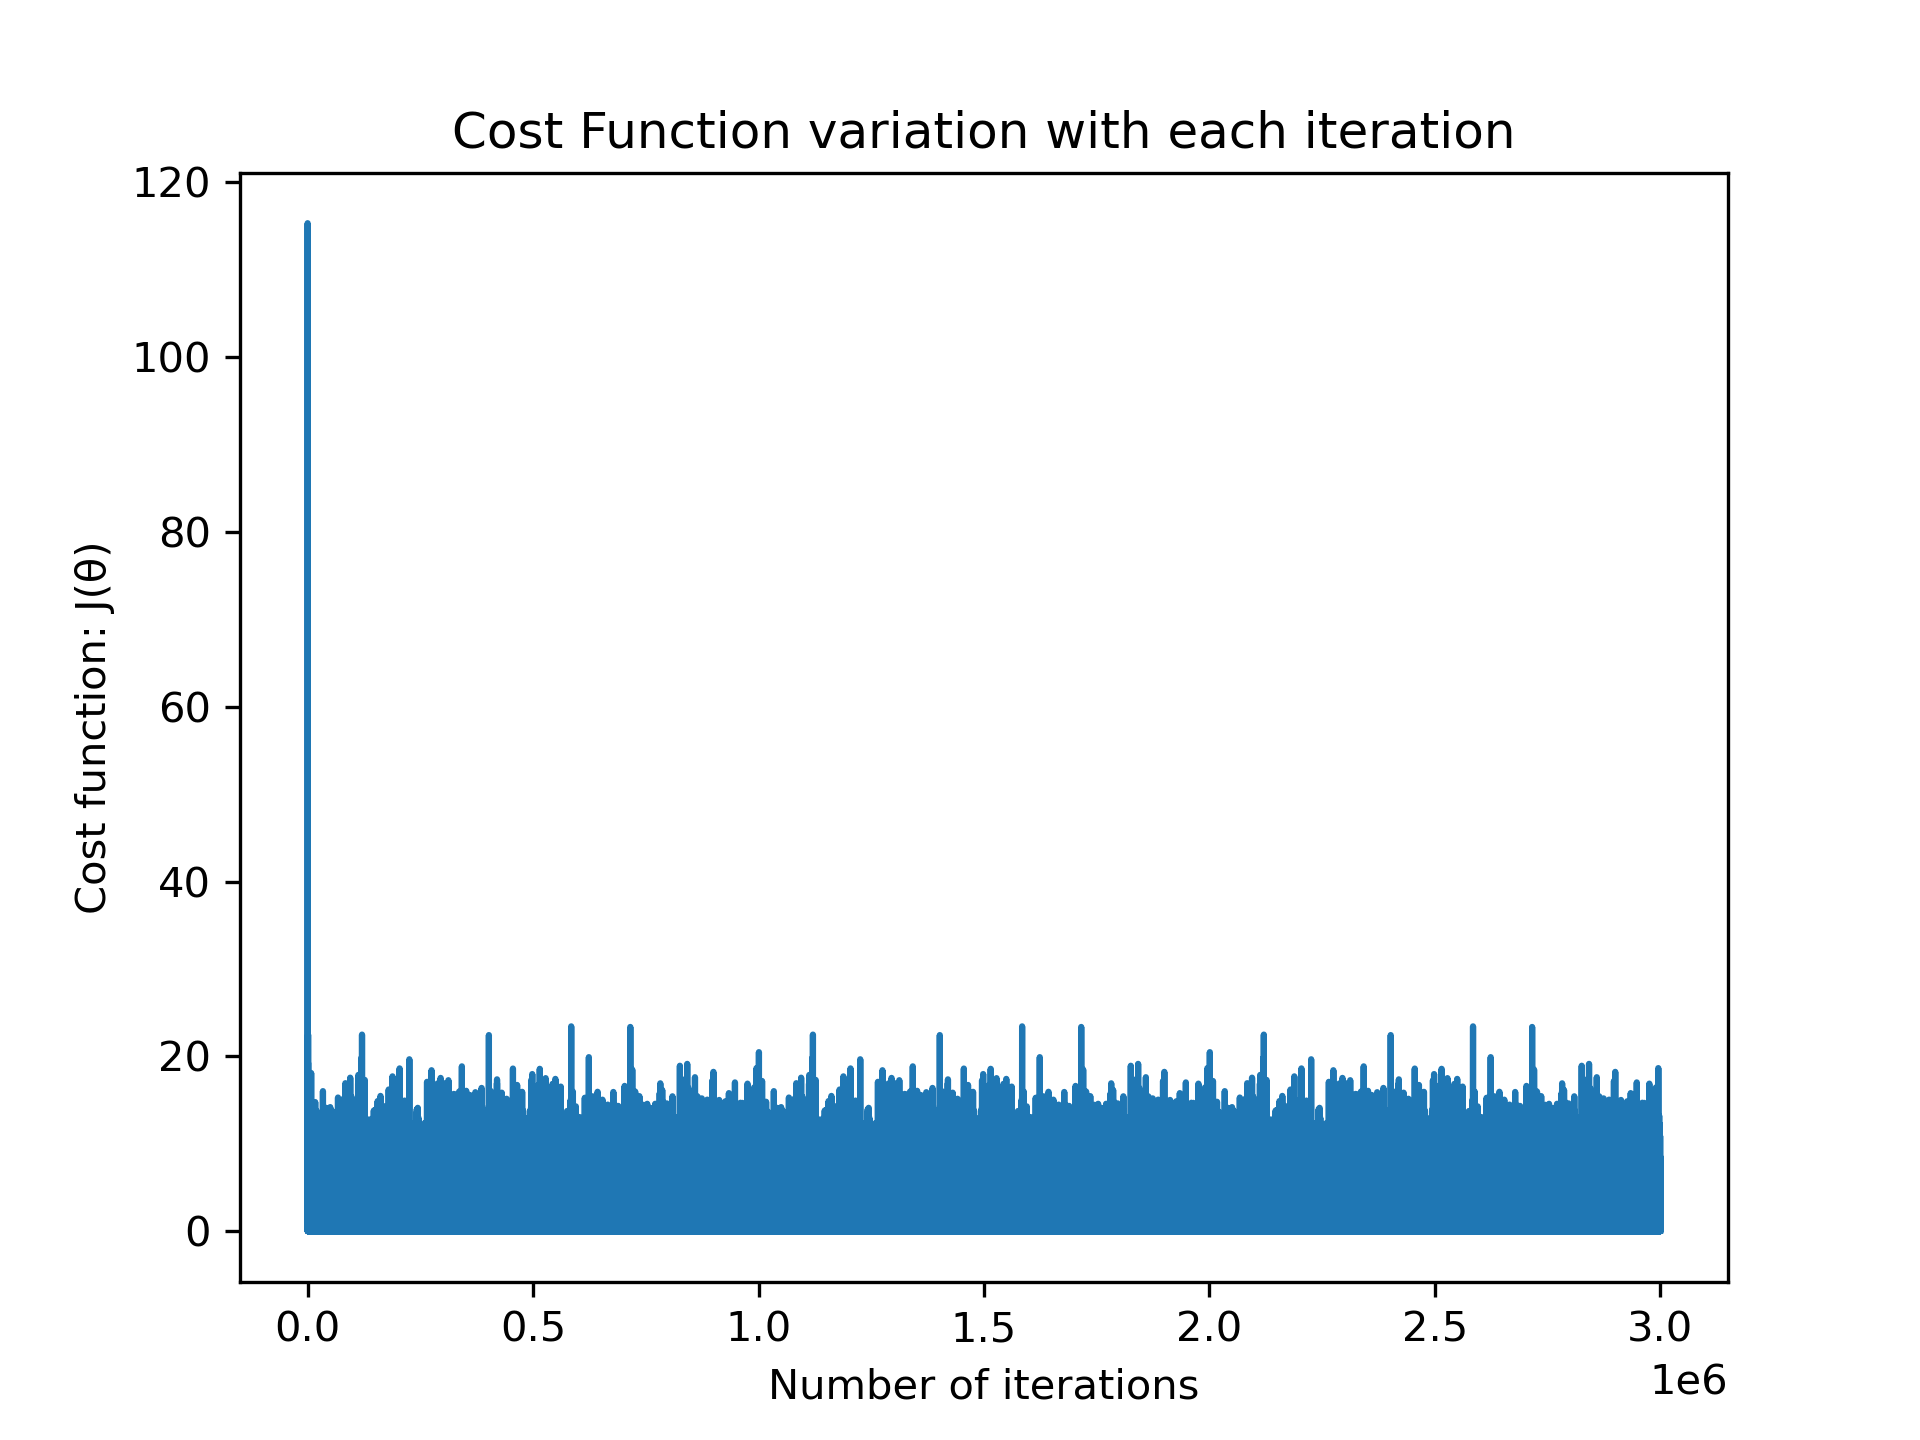 Cost Function variation with each iteration
120
100
80
60
40
20
0
Cost function: J(θ)
0.0 0.5 1.0 1.5 2.0 2.5 3.0
1e6
Number of iterations